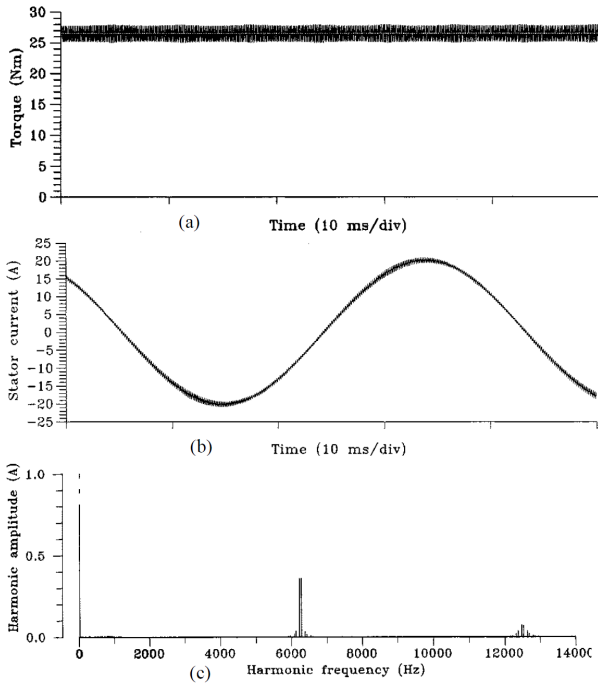 30
25
20
15
10
5
0
Torque (Nm)
(a)
Time (10 ms/div)
25
20
15
10
5
0
−5
−10
−15
−20
−25
Stator current (A)
(b)
Time (10 ms/div)
1.0
0.5
0.0
Harmonic amplitude (A)
0 2000 4000 6000 8000 10000 12000 14000
(c)
Harmonic frequency (Hz)